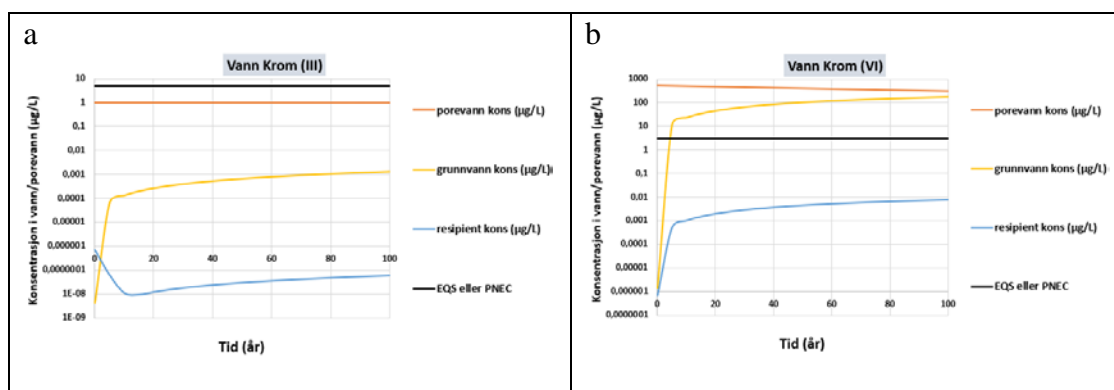 a
Vann Krom (III)
Konsentrasjon i vann/porevann (µg/L)
10
1
0,1
0,01
0,001
0,0001
0,00001
0,000001
0,0000001
1E-08
1E-09
0
20
40
60
80
100
Tid (år)
porevann kons (µg/L)
grunnvann kons (µg/L)
resipient kons (µg/L)
EQS eller PNEC
b
Vann Krom (VI)
Konsentrasjon i vann/porevann (µg/L)
1000
100
10
1
0,1
0,01
0,001
0,0001
0,00001
0,000001
0,0000001
0
20
40
60
80
100
Tid (år)
porevann kons (µg/L)
grunnvann kons (µg/L)
resipient kons (µg/L)
EQS eller PNEC